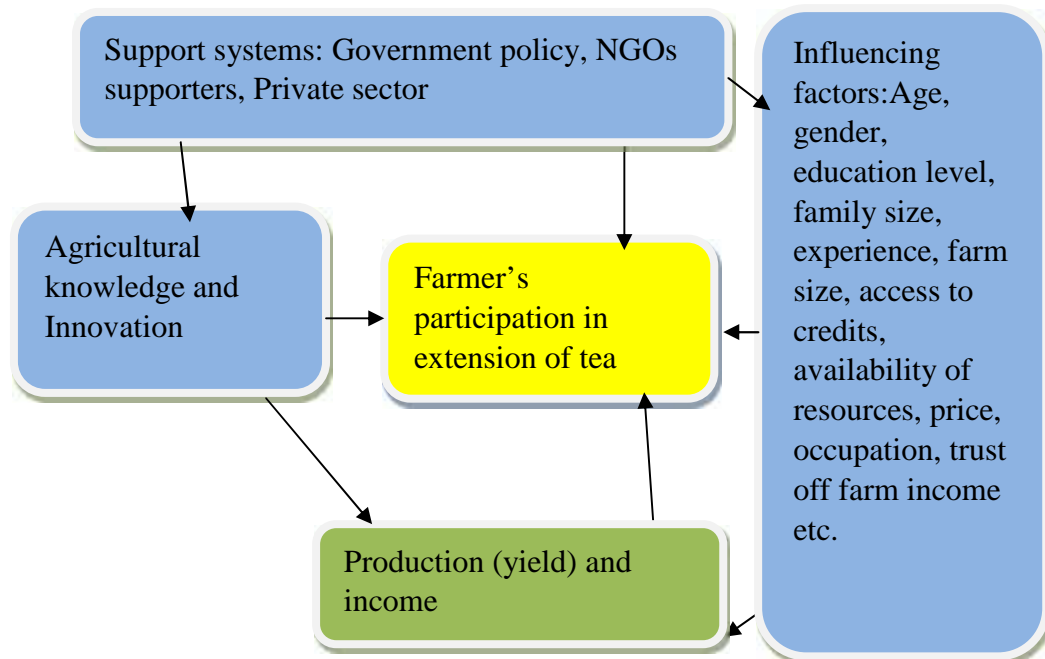 Support systems: Government policy, NGOs
supporters, Private sector
Influencing
factors:Age,
gender,
education level,
family size,
experience, farm
size, access to
credits,
availability of
resources, price,
occupation, trust
off farm income
etc.
Agricultural
knowledge and
Innovation
Farmer’s
participation in
extension of tea
Production (yield) and
income